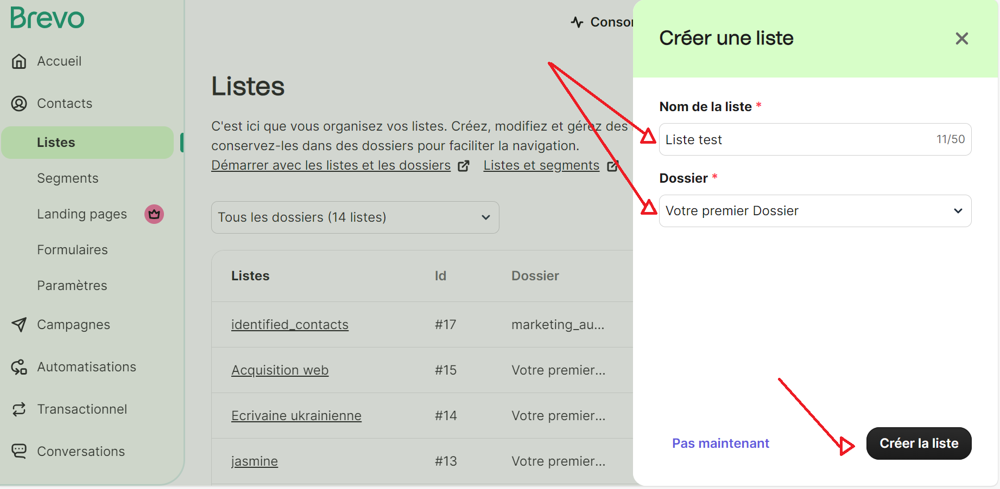 Brevo
Accueil
Contacts
Listes
Segments
Landing pages
Formulaires
Paramètres
Campagnes
Automatisations
Transactionnel
Conversations
Listes
C'est ici que vous organisez vos listes. Créez, modifiez et gérez des
conservez-les dans des dossiers pour faciliter la navigation.
Démarrer avec les listes et les dossiers Listes et segments
Tous les dossiers (14 listes)
Listes Id Dossier
identified_contacts #17 marketing_au...
Acquisition web #15 Votre premier...
Ecrivaine ukrainienne #14 Votre premier...
jasmine #13 Votre premier...
Créer une liste
Nom de la liste *
Liste test 11/50
Dossier *
Votre premier Dossier
Pas maintenant Créer la liste